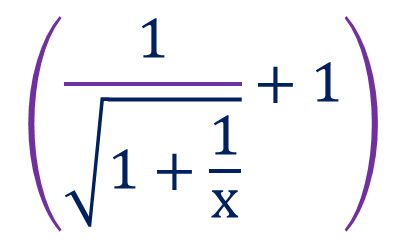 (1/√(1 + 1/x) + 1)